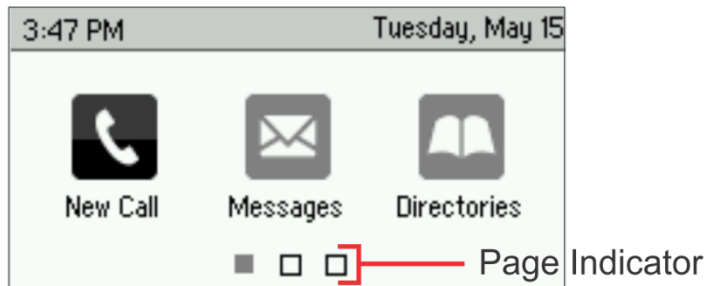 3:47 PM Tuesday, May 15
New Call Messages Directories
Page Indicator